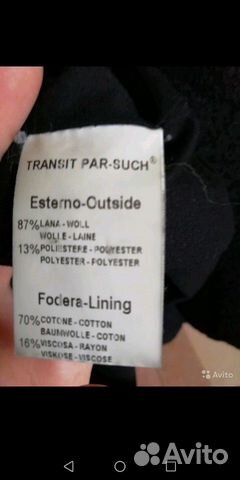 TRANSIT PAR-SUCH®
Esterno-Outside
87% LANA - WOLL
WOLLE - LAINE
13% POLIESTERE - POLYESTER
POLYESTER - POLYESTER
Fodera-Lining
70% COTONE - COTTON
BAUMWOLLE - COTON
16% VISCOSA - RAYON
VISKOSE - VISCOSE
Avito
Avito